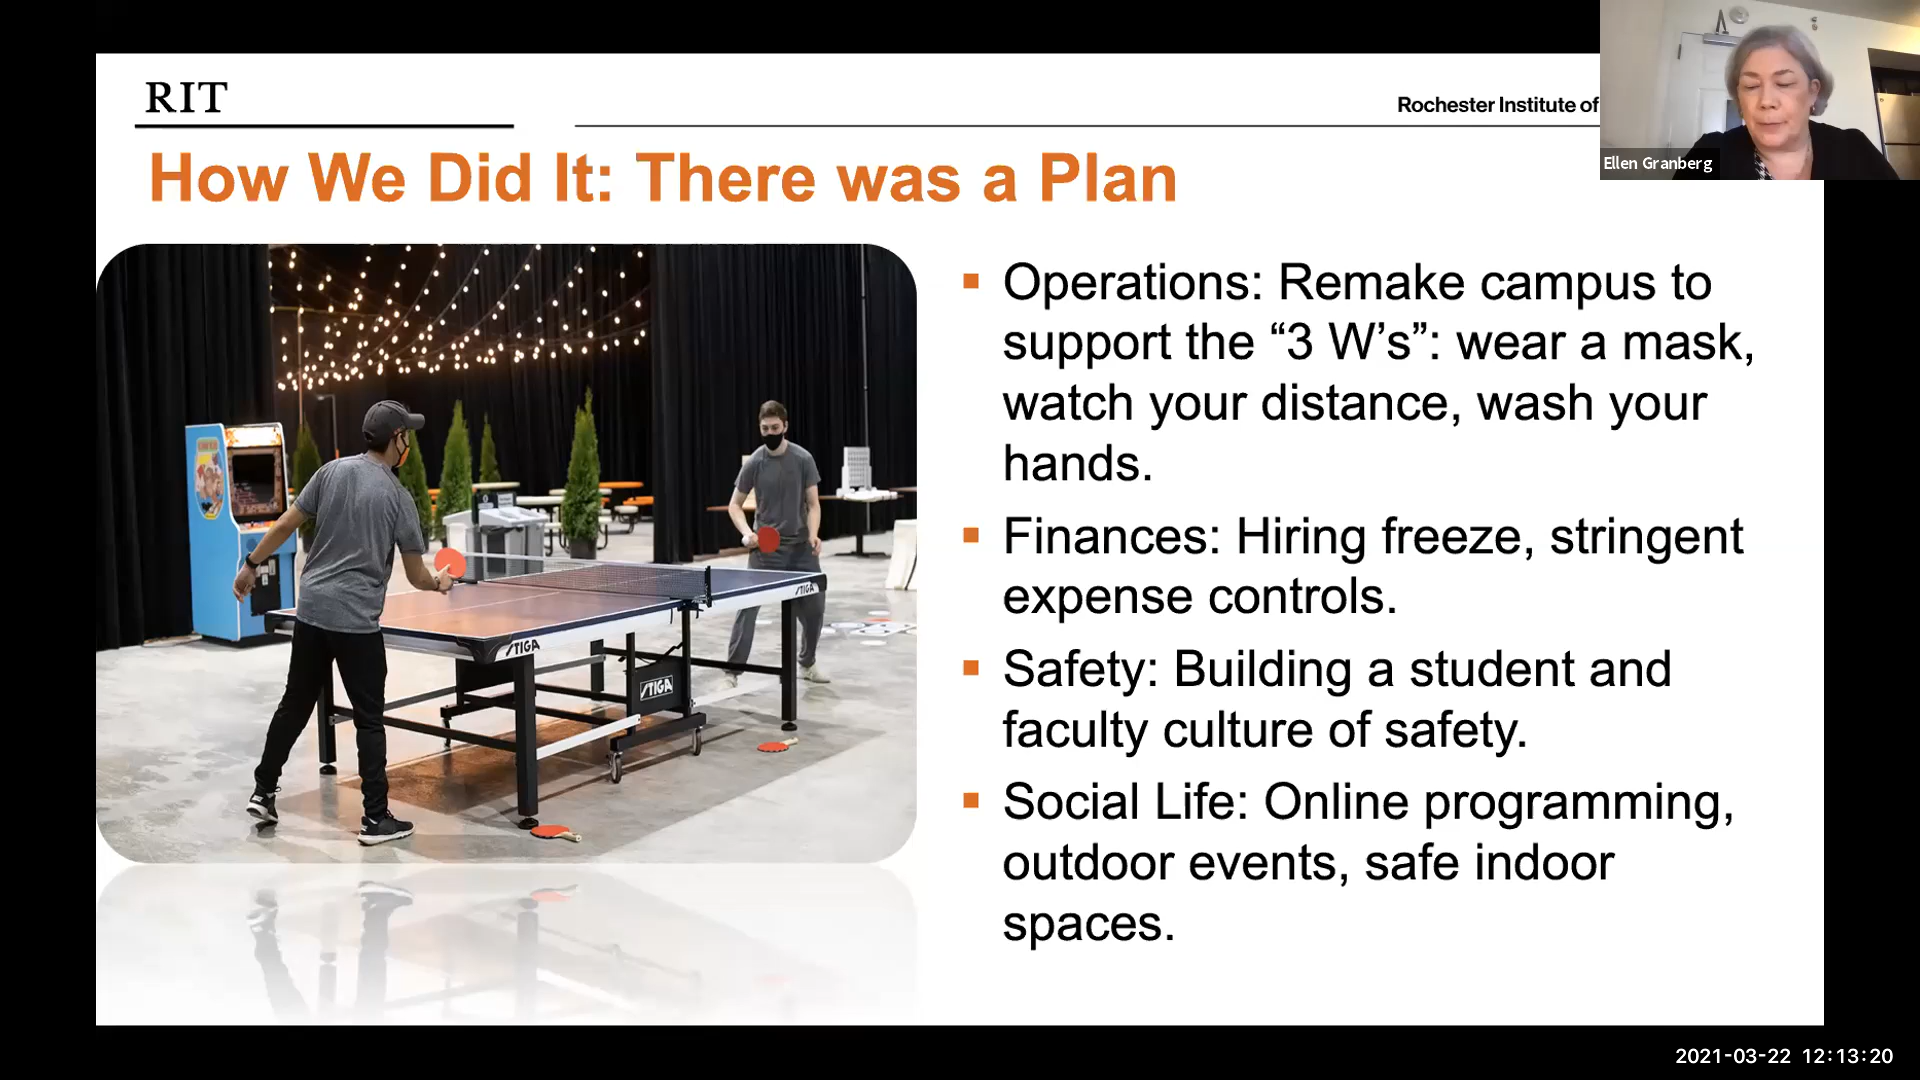 RIT
Rochester Institute of
Ellen Granberg
How We Did It: There was a Plan
Operations: Remake campus to
support the “3 W’s”: wear a mask,
watch your distance, wash your
hands.
Finances: Hiring freeze, stringent
expense controls.
Safety: Building a student and
faculty culture of safety.
Social Life: Online programming,
outdoor events, safe indoor
spaces.
STIGA
STIGA
STIGA
2021-03-22 12:13:20